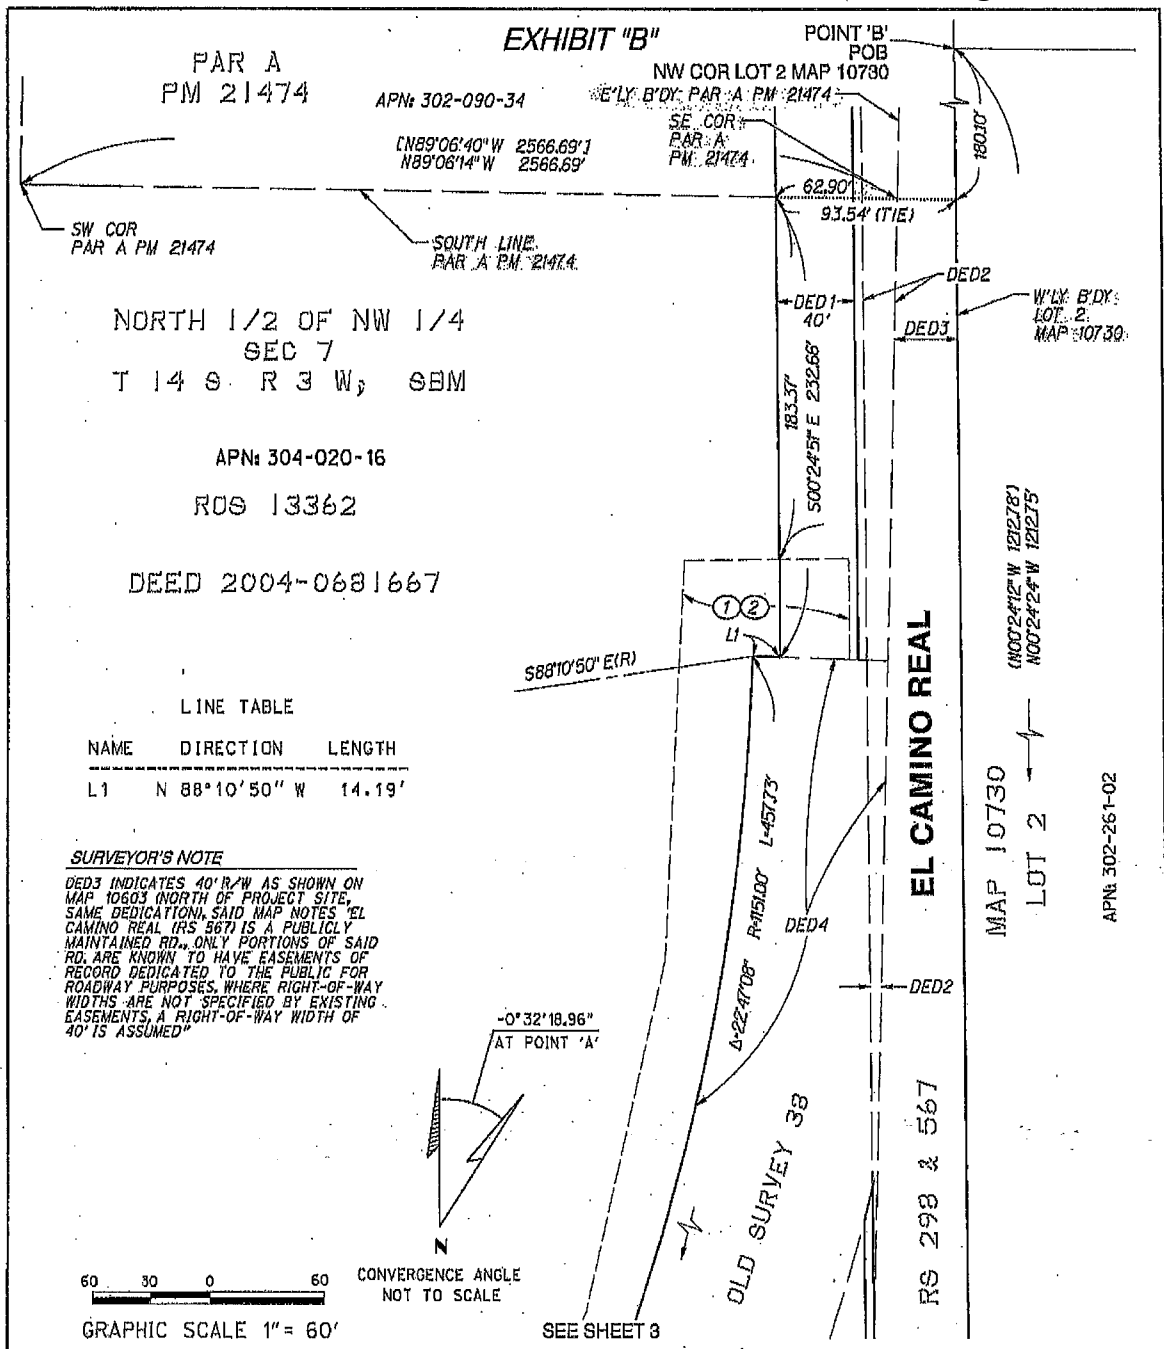 EXHIBIT "B"
PAR A
PM 21474
APN: 302-090-34
[N89°06'40"W 2566.69']
N89°06'14"W 2566.69'
POINT 'B'
POB
NW COR LOT 2 MAP 10730
E'LY B'DY. PAR A PM 21474
SE COR
PAR A
PM 21474
180.10'
62.90'
93.54' (TIE)
SW COR
PAR A PM 21474
SOUTH LINE
PAR A PM 21474
DED2
DED1
40'
DED3
W'LY B'DY.
LOT 2
MAP 10730
NORTH 1/2 OF NW 1/4
SEC 7
T 14 S R 3 W, SBM
183.37'
S00°24'51" E 232.66'
APN: 304-020-16
ROS 13362
DEED 2004-0681667
(N00°24'12"W 1212.78')
N00°24'24"W 1212.75'
1 2
L1
S88°10'50" E(R)
EL CAMINO REAL
LINE TABLE
NAME DIRECTION LENGTH
L1 N 88°10'50" W 14.19'
Δ=22°47'08" R=1151.00' L=457.73'
DED4
MAP 10730
LOT 2
APN: 302-261-02
SURVEYOR'S NOTE
DED3 INDICATES 40' R/W AS SHOWN ON
MAP 10603 (NORTH OF PROJECT SITE,
SAME DEDICATION). SAID MAP NOTES "EL
CAMINO REAL (RS 567) IS A PUBLICLY
MAINTAINED RD., ONLY PORTIONS OF SAID
RD. ARE KNOWN TO HAVE EASEMENTS OF
RECORD DEDICATED TO THE PUBLIC FOR
ROADWAY PURPOSES. WHERE RIGHT-OF-WAY
WIDTHS ARE NOT SPECIFIED BY EXISTING
EASEMENTS, A RIGHT-OF-WAY WIDTH OF
40' IS ASSUMED"
DED2
-0°32'18.96"
AT POINT 'A'
OLD SURVEY 38
RS 298 & 567
N
CONVERGENCE ANGLE
NOT TO SCALE
60 30 0 60
GRAPHIC SCALE 1"= 60'
SEE SHEET 3